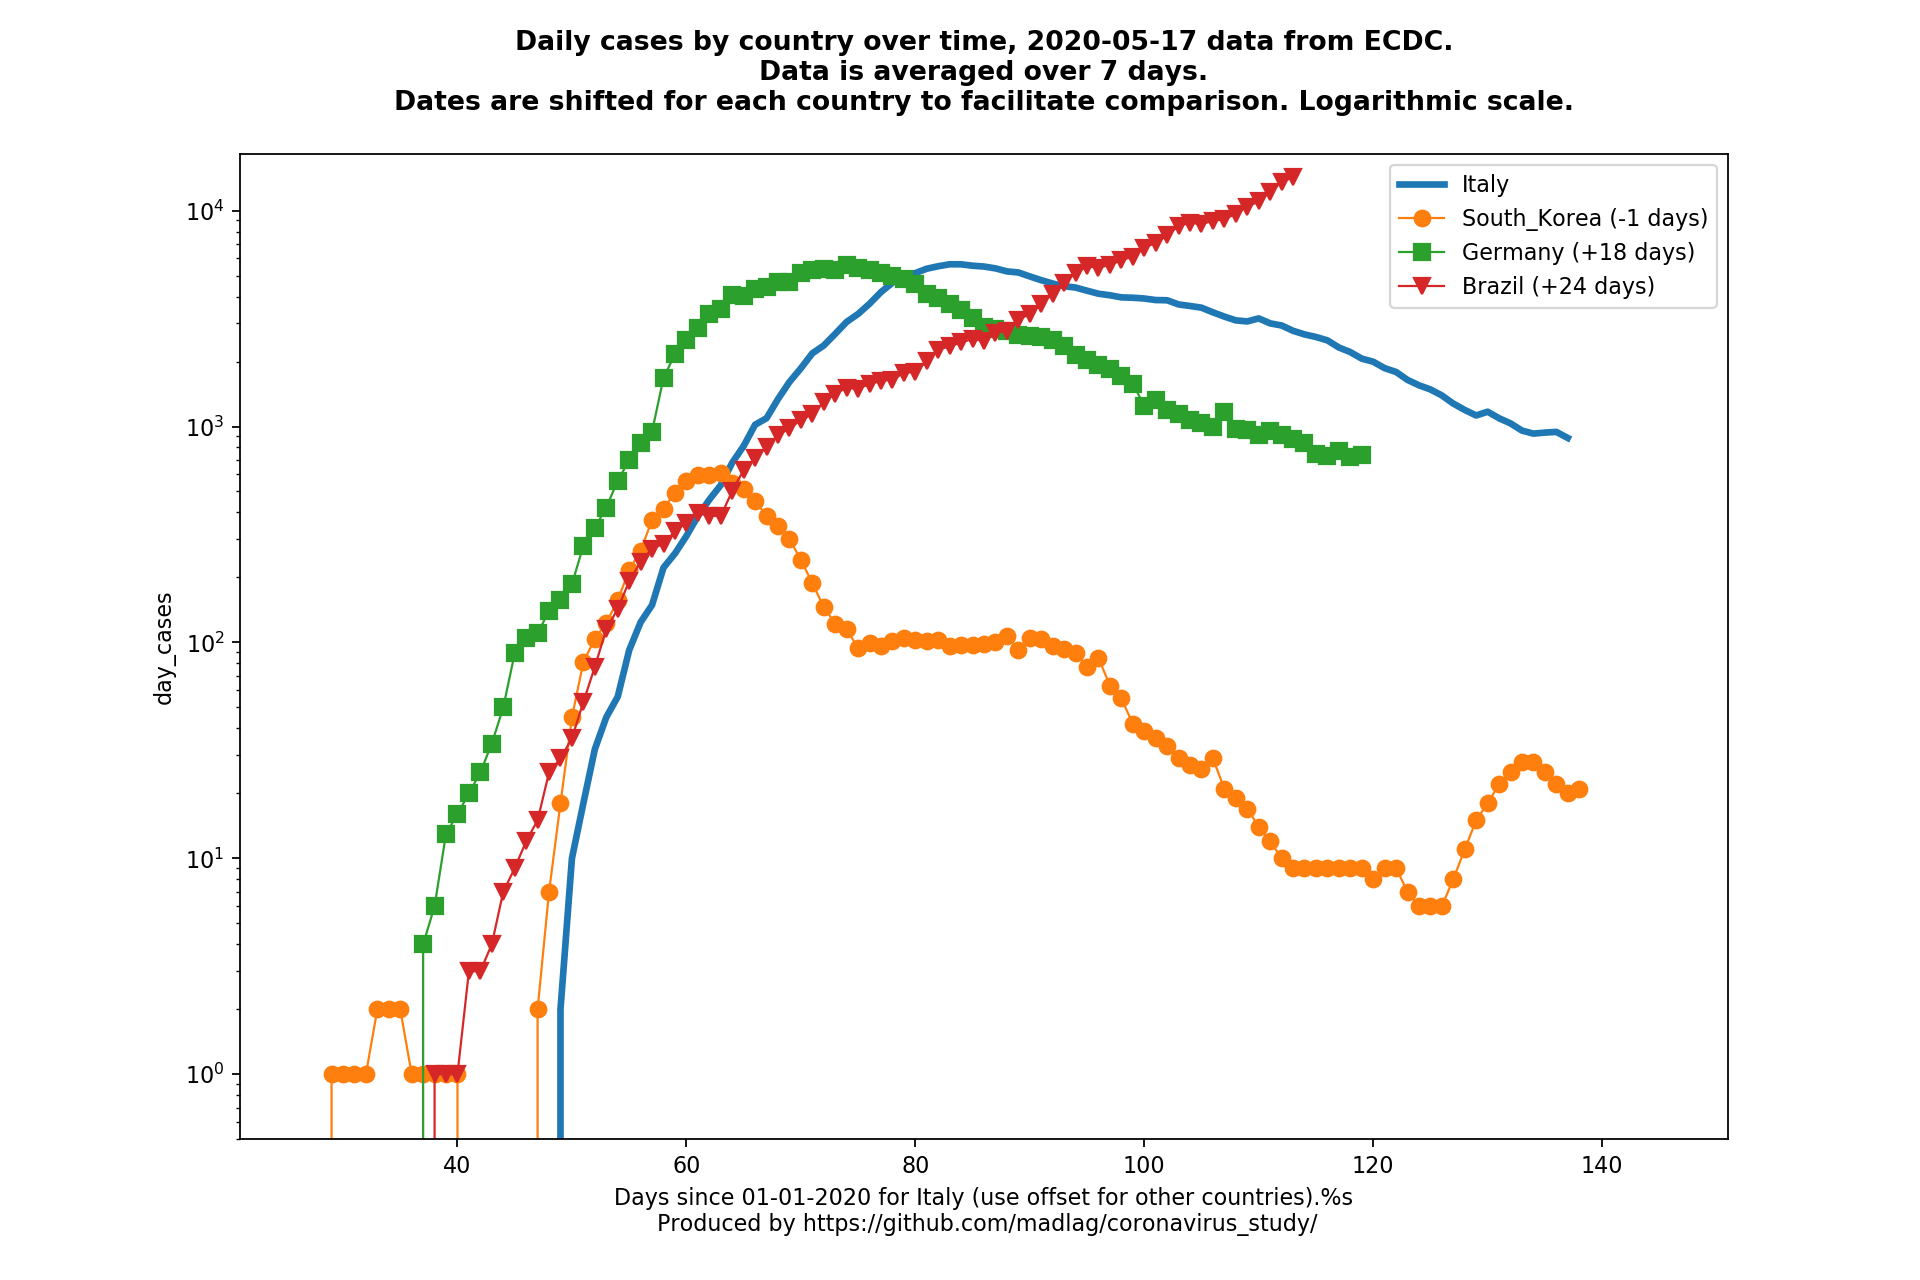 Daily cases by country over time, 2020-05-17 data from ECDC.
Data is averaged over 7 days.
Dates are shifted for each country to facilitate comparison. Logarithmic scale.
Italy
South_Korea (-1 days)
Germany (+18 days)
Brazil (+24 days)
10⁴
10³
10²
10¹
10⁰
day_cases
40 60 80 100 120 140
Days since 01-01-2020 for Italy (use offset for other countries).%s
Produced by https://github.com/madlag/coronavirus_study/